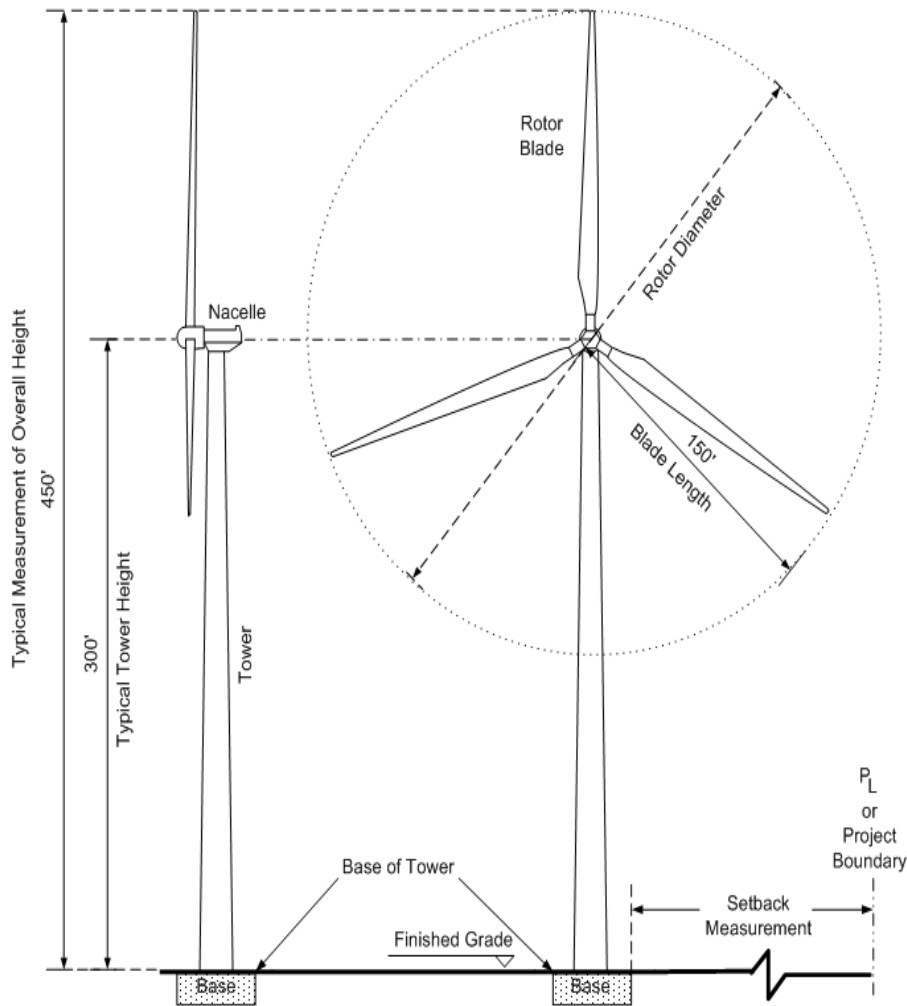 Typical Measurement of Overall Height
450'
300'
Typical Tower Height
Nacelle
Tower
Rotor
Blade
Rotor Diameter
150'
Blade Length
Base of Tower
Finished Grade
Setback
Measurement
PL
or
Project
Boundary
Base
Base